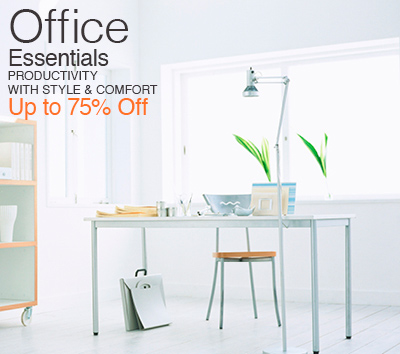 Office
Essentials
PRODUCTIVITY
WITH STYLE & COMFORT
Up to 75% Off